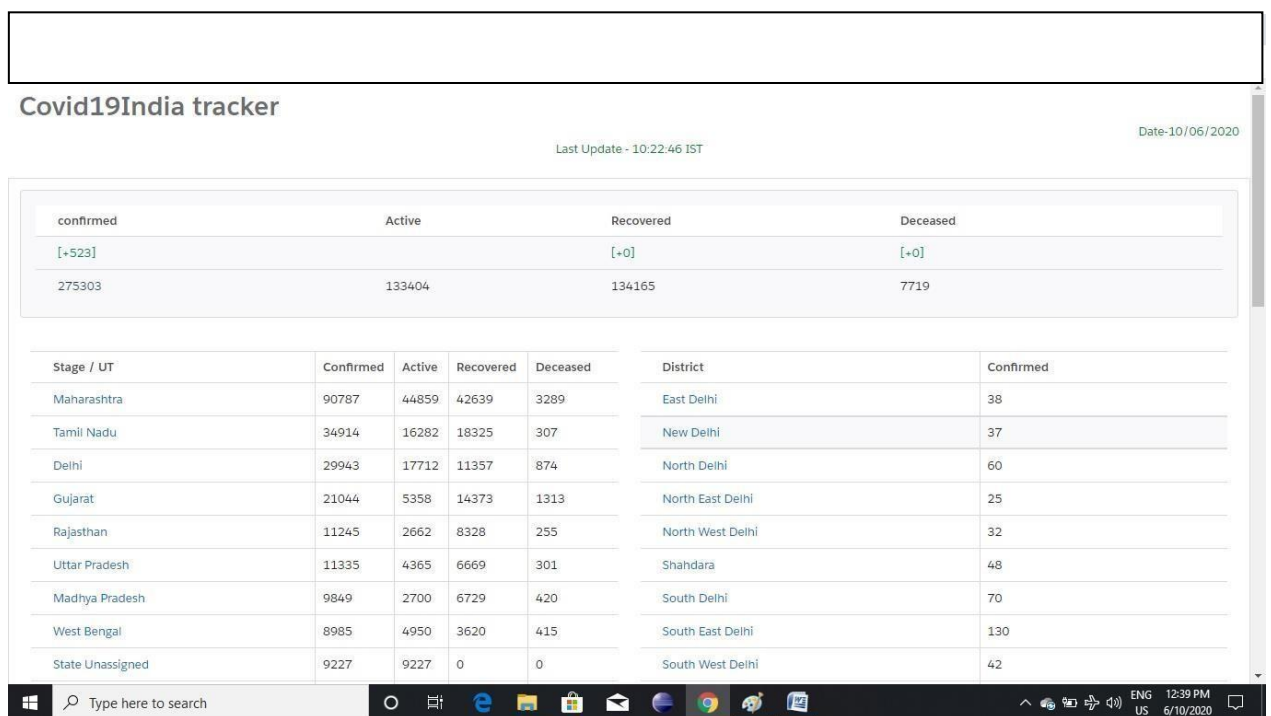 Covid19India tracker
Date-10/06/2020
Last Update - 10:22:46 IST
confirmed Active Recovered Deceased
[+523] [+0] [+0]
275303 133404 134165 7719
Stage / UT Confirmed Active Recovered Deceased
Maharashtra 90787 44859 42639 3289
Tamil Nadu 34914 16282 18325 307
Delhi 29943 17712 11357 874
Gujarat 21044 5358 14373 1313
Rajasthan 11245 2662 8328 255
Uttar Pradesh 11335 4365 6669 301
Madhya Pradesh 9849 2700 6729 420
West Bengal 8985 4950 3620 415
State Unassigned 9227 9227 0 0
District Confirmed
East Delhi 38
New Delhi 37
North Delhi 60
North East Delhi 25
North West Delhi 32
Shahdara 48
South Delhi 70
South East Delhi 130
South West Delhi 42
Type here to search
ENG 12:39 PM
US 6/10/2020